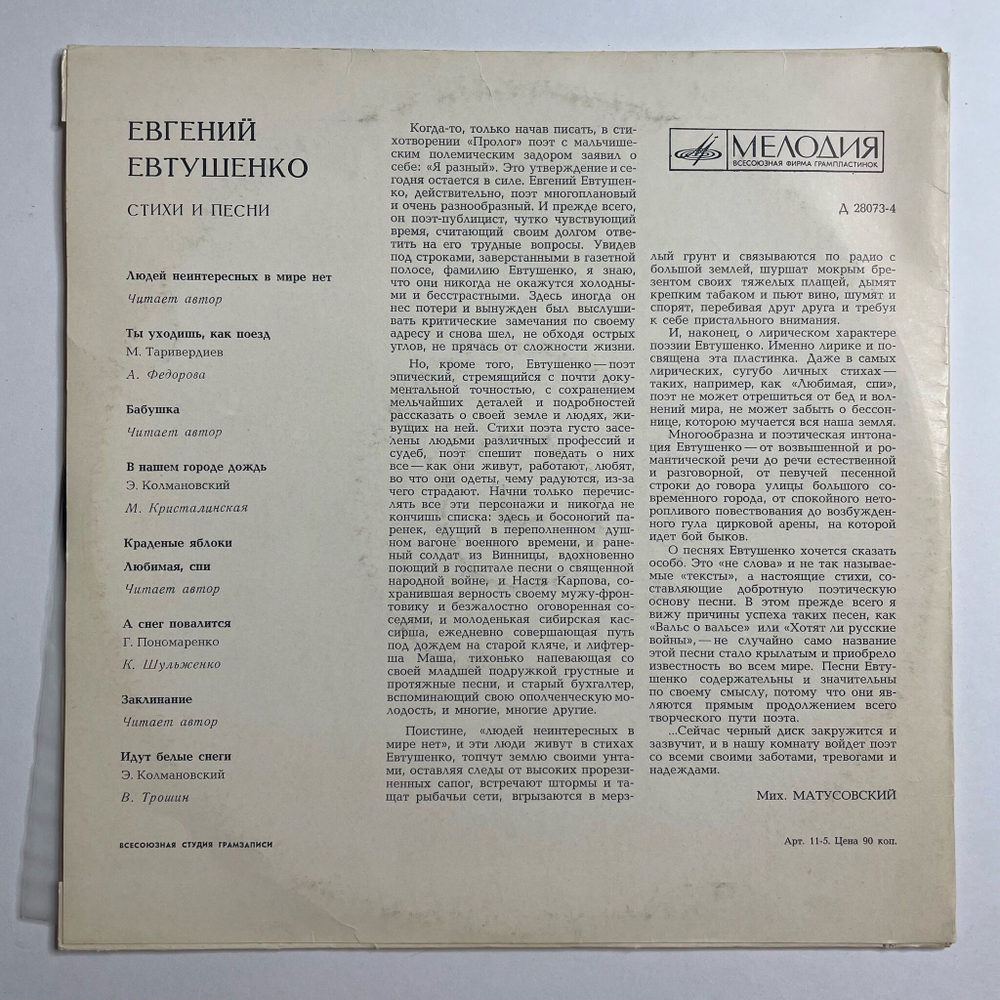 ЕВГЕНИЙ
ЕВТУШЕНКО
СТИХИ И ПЕСНИ
Людей неинтересных в мире нет
Читает автор
Ты уходишь, как поезд
М. Таривердиев
А. Федорова
Бабушка
Читает автор
В нашем городе дождь
Э. Колмановский
М. Кристалинская
Краденые яблоки
Любимая, спи
Читает автор
А снег повалится
Г. Пономаренко
К. Шульженко
Заклинание
Читает автор
Идут белые снеги
Э. Колмановский
В. Трошин
ВСЕСОЮЗНАЯ СТУДИЯ ГРАМЗАПИСИ
Когда-то, только начав писать, в сти-
хотворении «Пролог» поэт с мальчише-
ским полемическим задором заявил о
себе: «Я разный». Это утверждение и се-
годня остается в силе. Евгений Евтушен-
ко, действительно, поэт многоплановый
и очень разнообразный. И прежде всего,
он поэт-публицист, чутко чувствующий
время, считающий своим долгом отве-
тить на его трудные вопросы. Увидев
под строками, заверстанными в газетной
полосе, фамилию Евтушенко, я знаю,
что они никогда не окажутся холодны-
ми и бесстрастными. Здесь иногда он
нес потери и вынужден был выслуши-
вать критические замечания по своему
адресу и снова шел, не обходя острых
углов, не прячась от сложности жизни.
Но, кроме того, Евтушенко — поэт
эпический, стремящийся с почти доку-
ментальной точностью, с сохранением
мельчайших деталей и подробностей
рассказать о своей земле и людях, жи-
вущих на ней. Стихи поэта густо засе-
лены людьми различных профессий и
судеб, поэт спешит поведать о них
все — как они живут, работают, любят,
во что они одеты, чему радуются, из-за
чего страдают. Начни только перечис-
лять все эти персонажи и никогда не
кончишь списка: здесь и босоногий па-
ренек, едущий в переполненном душ-
ном вагоне военного времени, и ране-
ный солдат из Винницы, вдохновенно
поющий в госпитале песни о священной
народной войне, и Настя Карпова, со-
хранившая верность своему мужу-фрон-
товику и безжалостно оговоренная со-
седями, и молоденькая сибирская кас-
сирша, ежедневно совершающая путь
под дождем на старой кляче, и лифтер-
ша Маша, тихонько напевающая со
своей младшей подружкой грустные и
протяжные песни, и старый бухгалтер,
вспоминающий свою ополченческую мо-
лодость, и многие, многие другие.
Поистине, «людей неинтересных в
мире нет», и эти люди живут в стихах
Евтушенко, топчут землю своими унта-
ми, оставляя следы от высоких прорези-
ненных сапог, встречают штормы и та-
щат рыбачьи сети, вгрызаются в мерз-
МЕЛОДИЯ
ВСЕСОЮЗНАЯ ФИРМА ГРАМПЛАСТИНОК
Д 28073-4
лый грунт и связываются по радио с
большой землей, шуршат мокрым бре-
зентом своих тяжелых плащей, дымят
крепким табаком и пьют вино, шумят и
спорят, перебивая друг друга и требуя
к себе пристального внимания.
И, наконец, о лирическом характере
поэзии Евтушенко. Именно лирике и по-
священа эта пластинка. Даже в самых
лирических, сугубо личных стихах —
таких, например, как «Любимая, спи»,
поэт не может отрешиться от бед и вол-
нений мира, не может забыть о бессон-
нице, которою мучается вся наша земля.
Многообразна и поэтическая интона-
ция Евтушенко — от возвышенной и ро-
мантической речи до речи естественной
и разговорной, от певучей песенной
строки до говора улицы большого со-
временного города, от спокойного нето-
ропливого повествования до возбужден-
ного гула цирковой арены, на которой
идет бой быков.
О песнях Евтушенко хочется сказать
особо. Это «не слова» и не так называе-
мые «тексты», а настоящие стихи, со-
ставляющие добротную поэтическую
основу песни. В этом прежде всего я
вижу причины успеха таких песен, как
«Вальс о вальсе» или «Хотят ли русские
войны», — не случайно само название
этой песни стало крылатым и приобрело
известность во всем мире. Песни Евту-
шенко содержательны и значительны
по своему смыслу, потому что они яв-
ляются прямым продолжением всего
творческого пути поэта.
...Сейчас черный диск закружится и
зазвучит, и в нашу комнату войдет поэт
со всеми своими заботами, тревогами и
надеждами.
Мих. МАТУСОВСКИЙ
Арт. 11-5. Цена 90 коп.